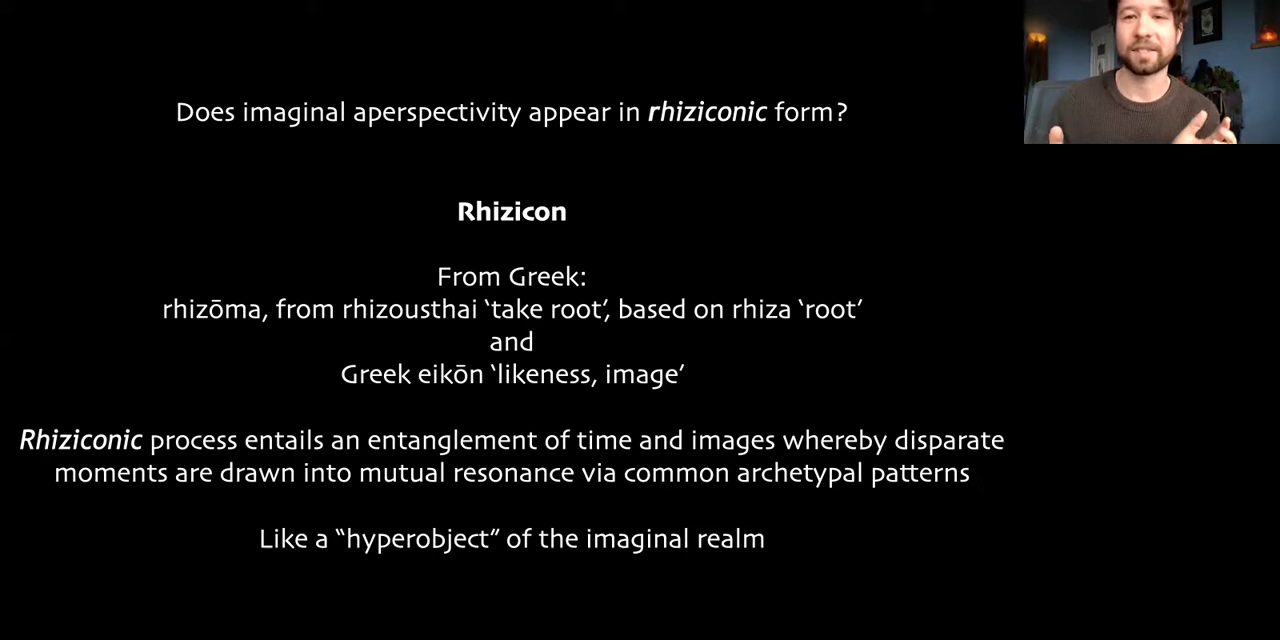 Does imaginal aperspectivity appear in rhiziconic form?
Rhizicon
From Greek:
rhizōma, from rhizousthai ‘take root’, based on rhiza ‘root’
and
Greek eikōn ‘likeness, image’
Rhiziconic process entails an entanglement of time and images whereby disparate
moments are drawn into mutual resonance via common archetypal patterns
Like a “hyperobject” of the imaginal realm